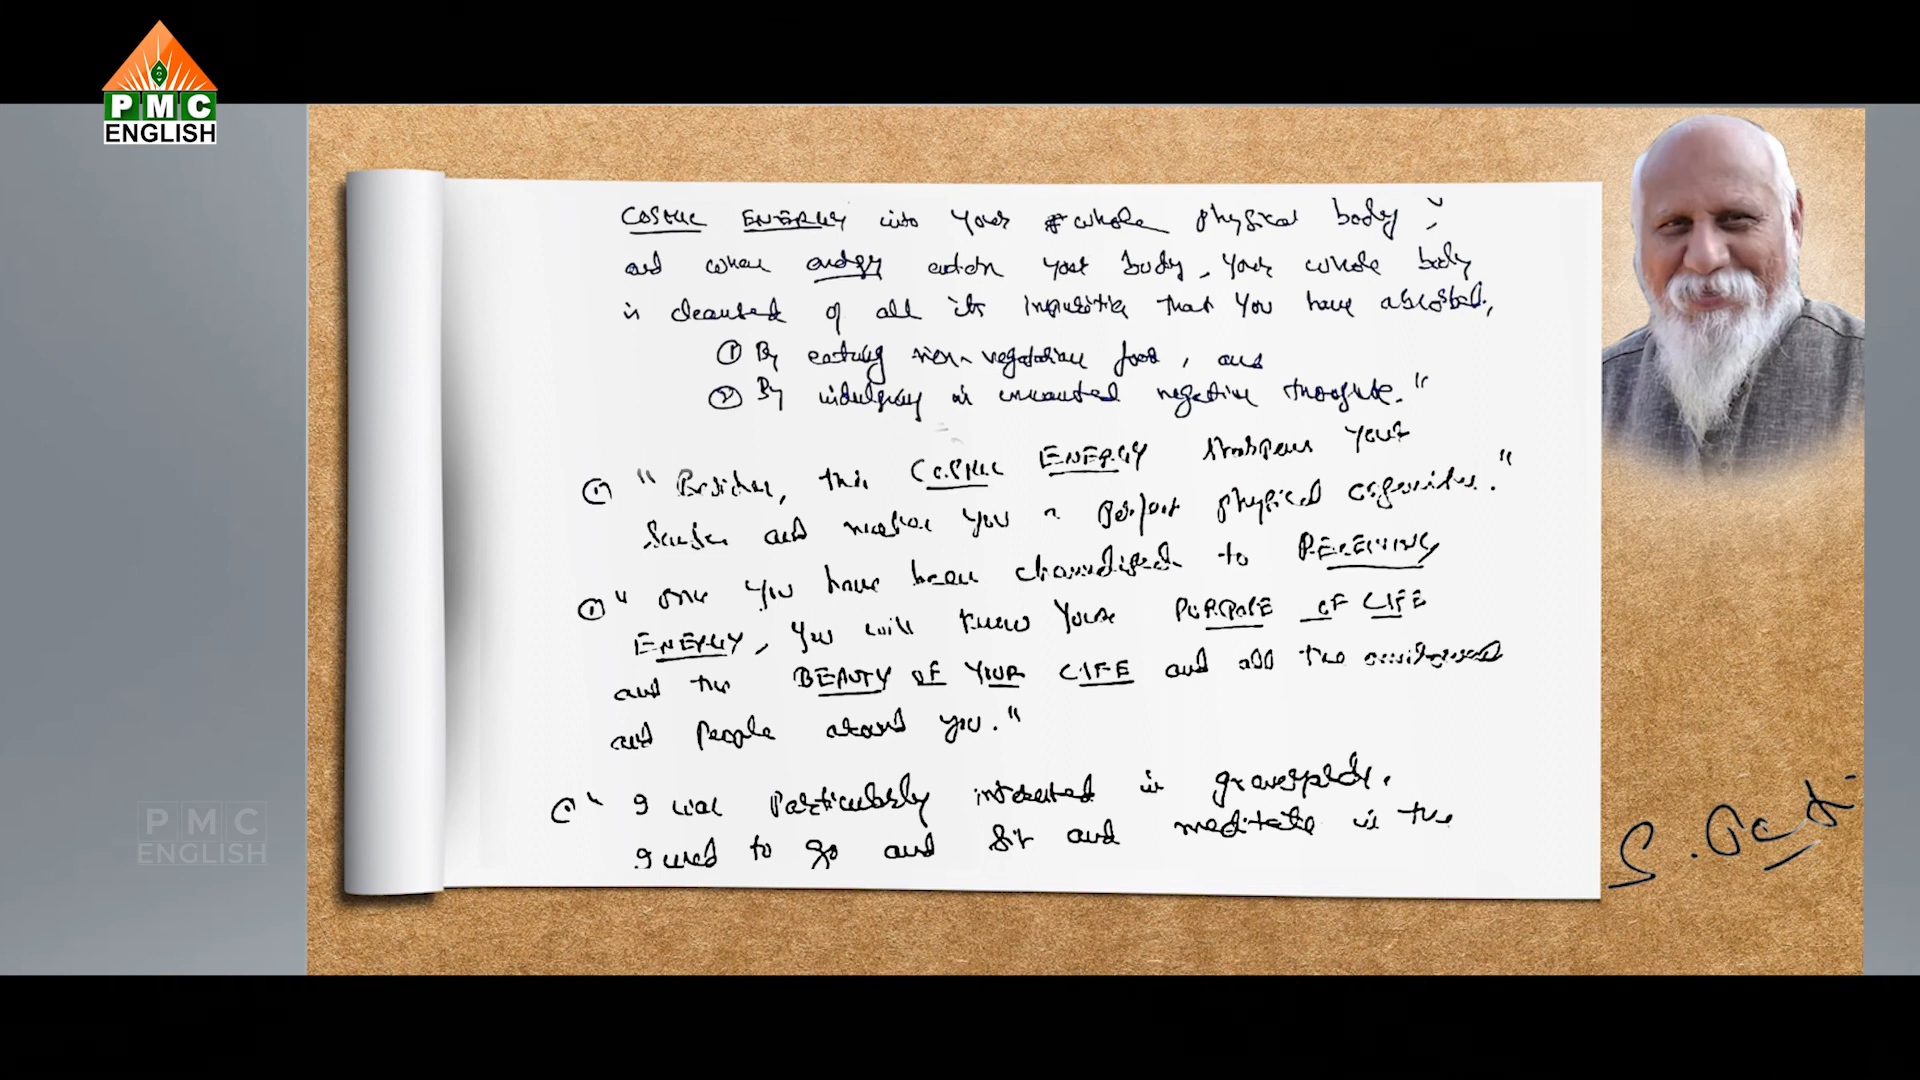 PMC
ENGLISH
COSMIC ENERGY into your whole physical body;
and when energy enters your body, your whole body
is cleansed of all its impurities that you have absorbed,
① By eating non-vegetarian food, and
② By indulging in unwanted negative thoughts."
"Besides, this COSMIC ENERGY sharpens your
senses and makes you a perfect physical organism."
"Once you have been channelised to RECEIVING
ENERGY, you will know your PURPOSE OF LIFE
and the BEAUTY OF YOUR LIFE and all the environment
and people around you."
"I was particularly interested in graveyards.
I used to go and sit and meditate in the
PMC
ENGLISH